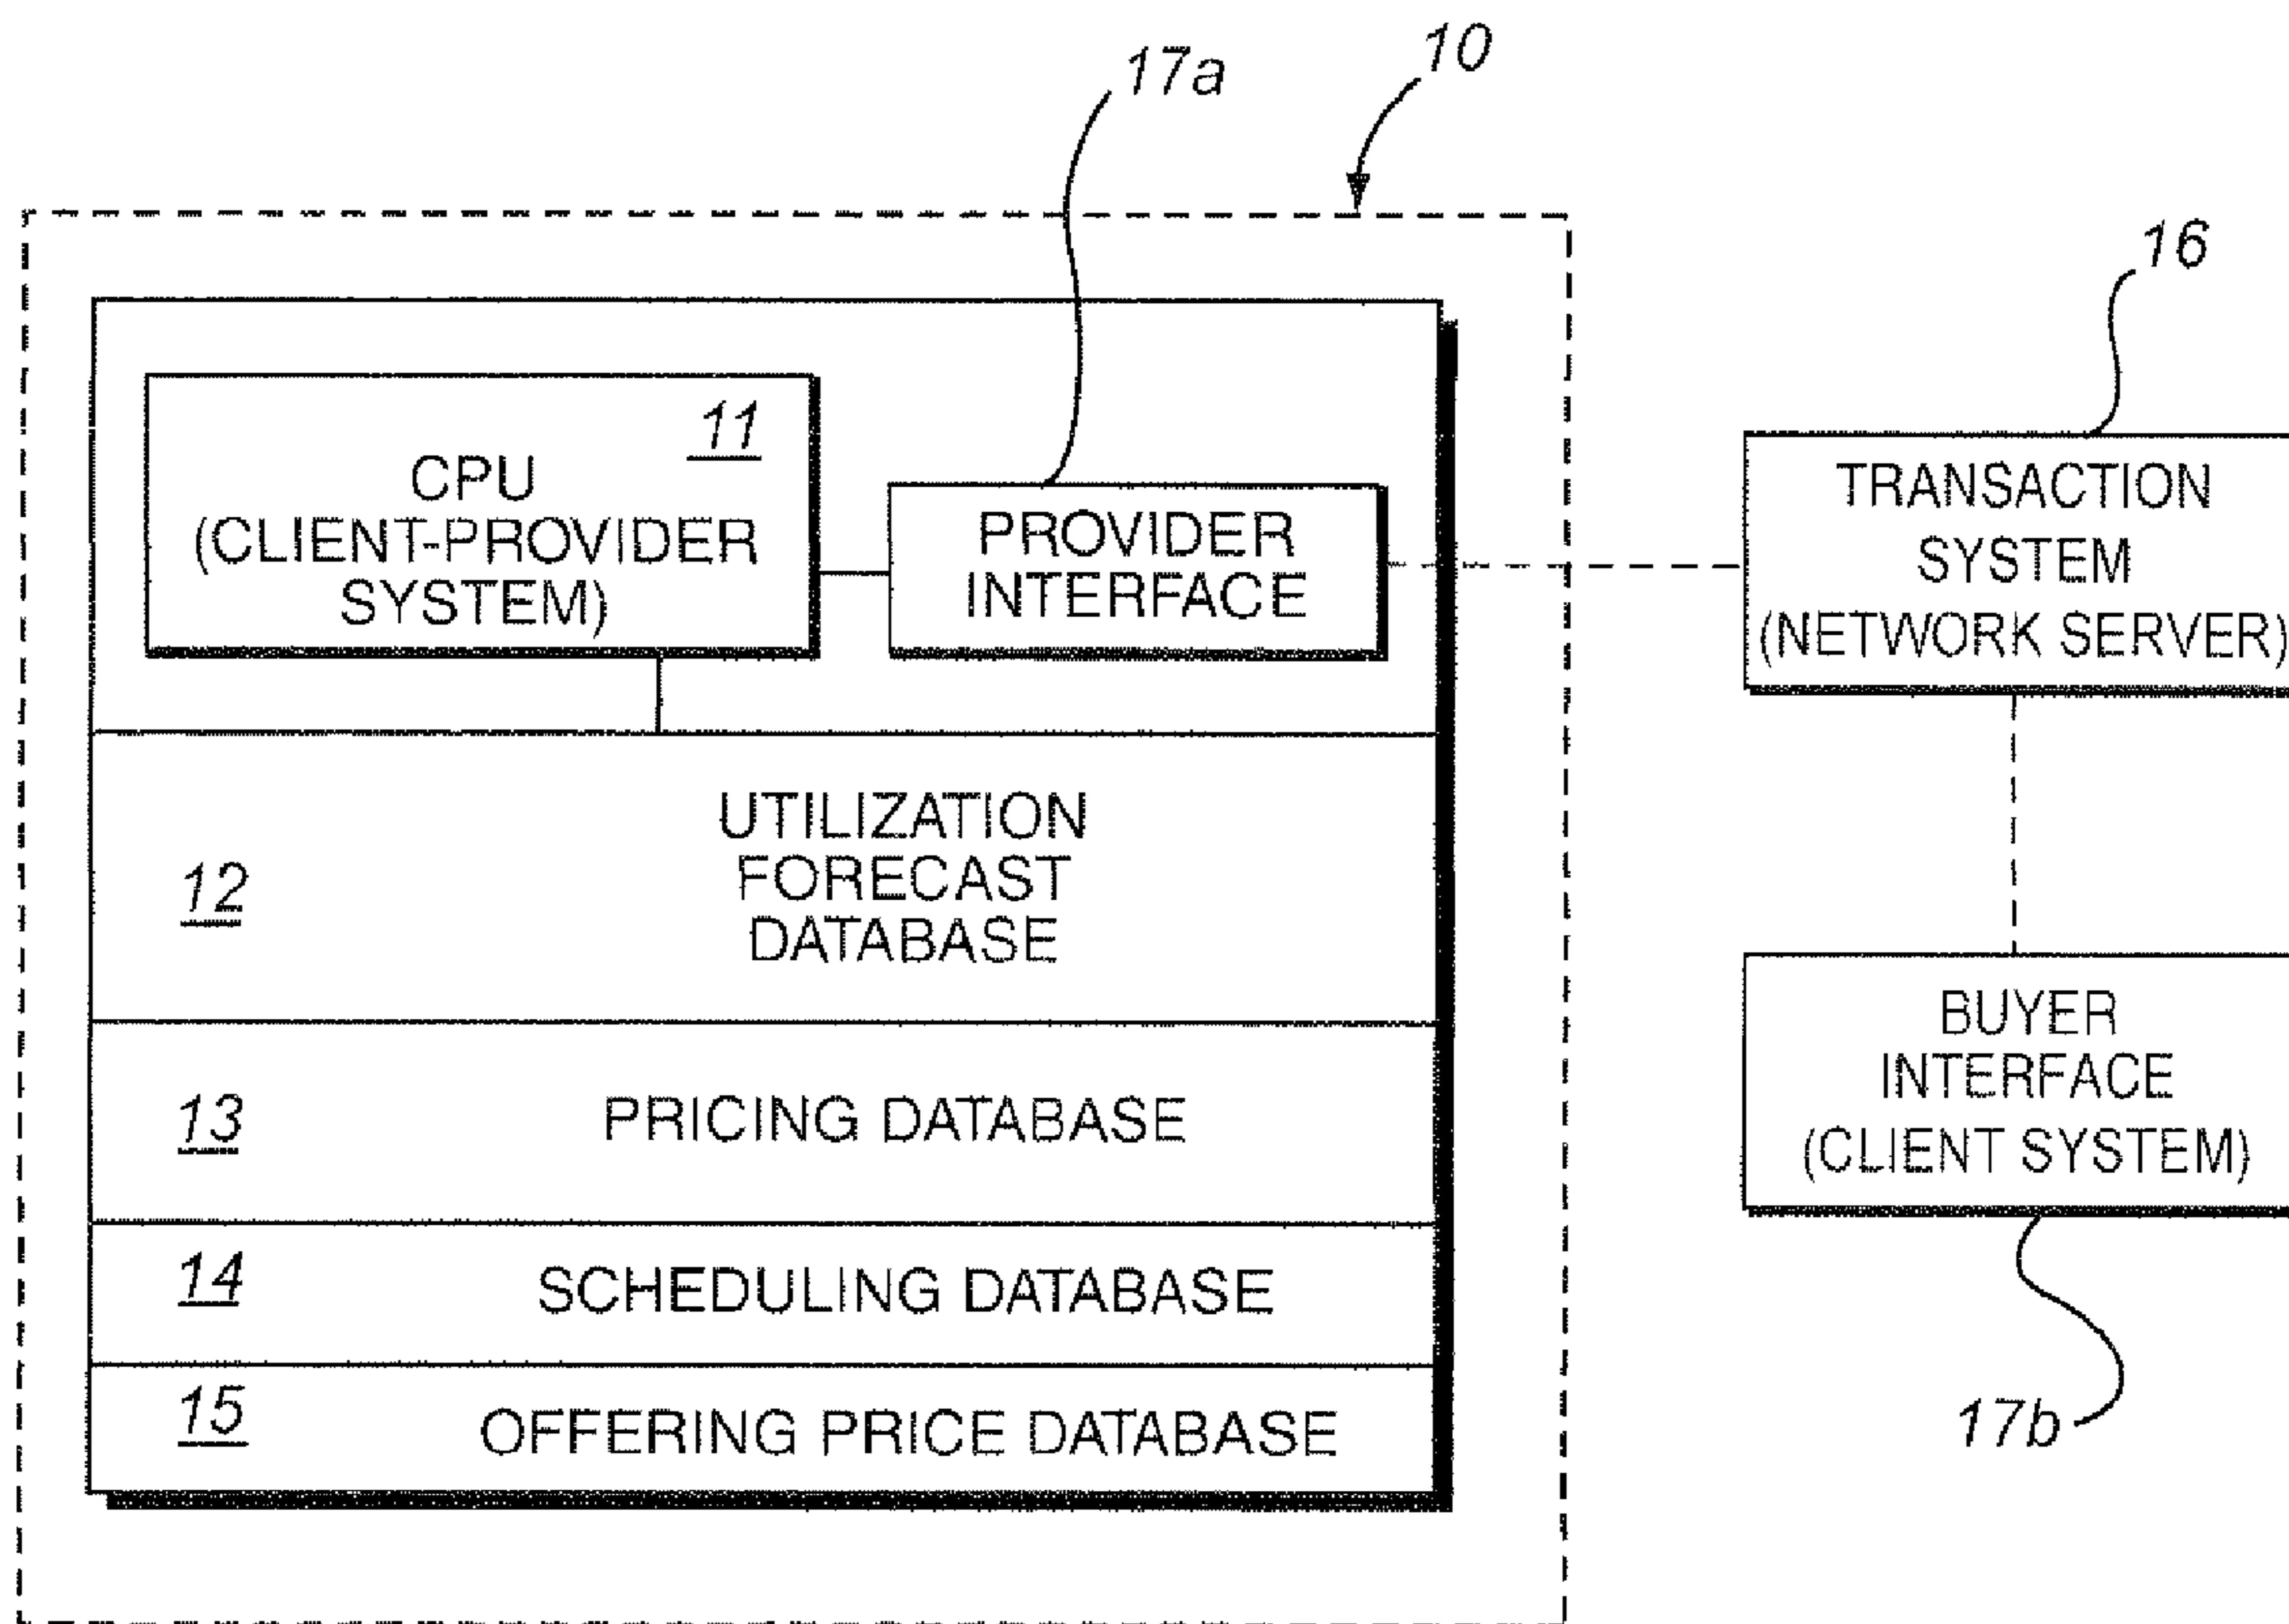 10
17a
16
11
CPU
(CLIENT-PROVIDER
SYSTEM)
PROVIDER
INTERFACE
TRANSACTION
SYSTEM
(NETWORK SERVER)
12
UTILIZATION
FORECAST
DATABASE
13
PRICING DATABASE
BUYER
INTERFACE
(CLIENT SYSTEM)
14
SCHEDULING DATABASE
15
OFFERING PRICE DATABASE
17b